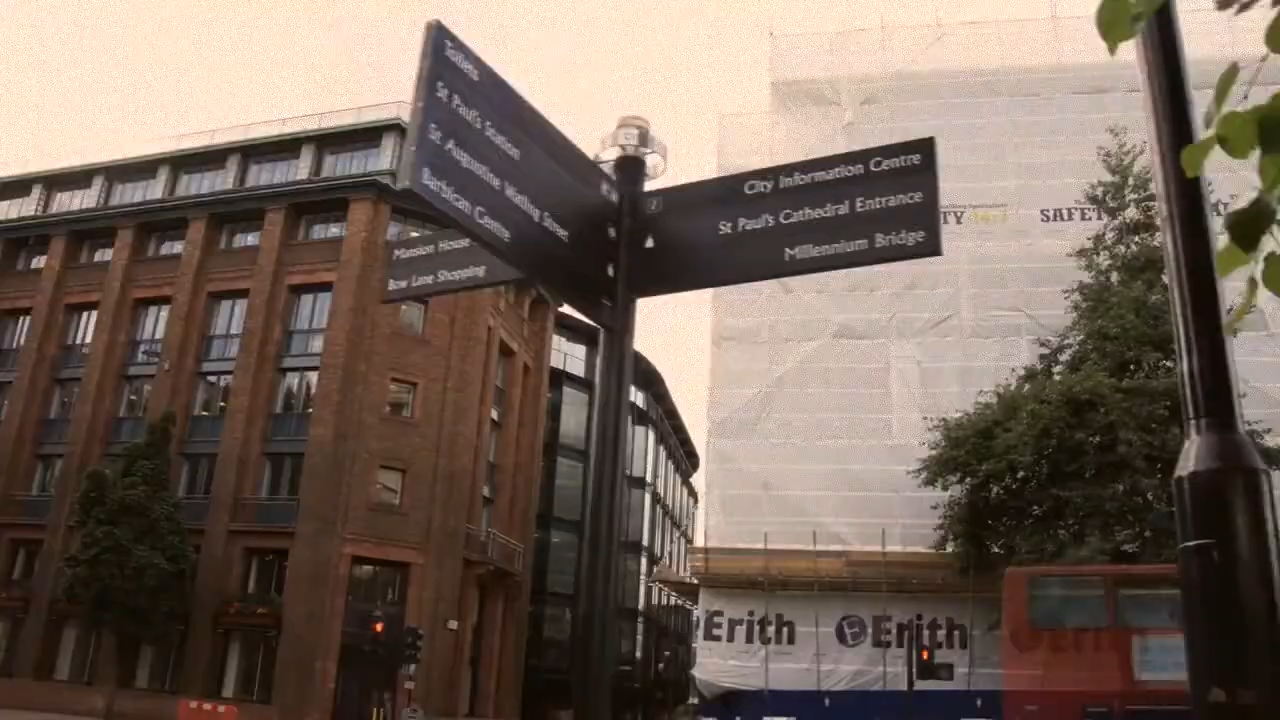 Toilets
St Paul's Station
St Augustine Watling Street
Barbican Centre
Mansion House
Bow Lane Shopping
City Information Centre
St Paul's Cathedral Entrance
Millennium Bridge
SAFETY
Erith
Erith